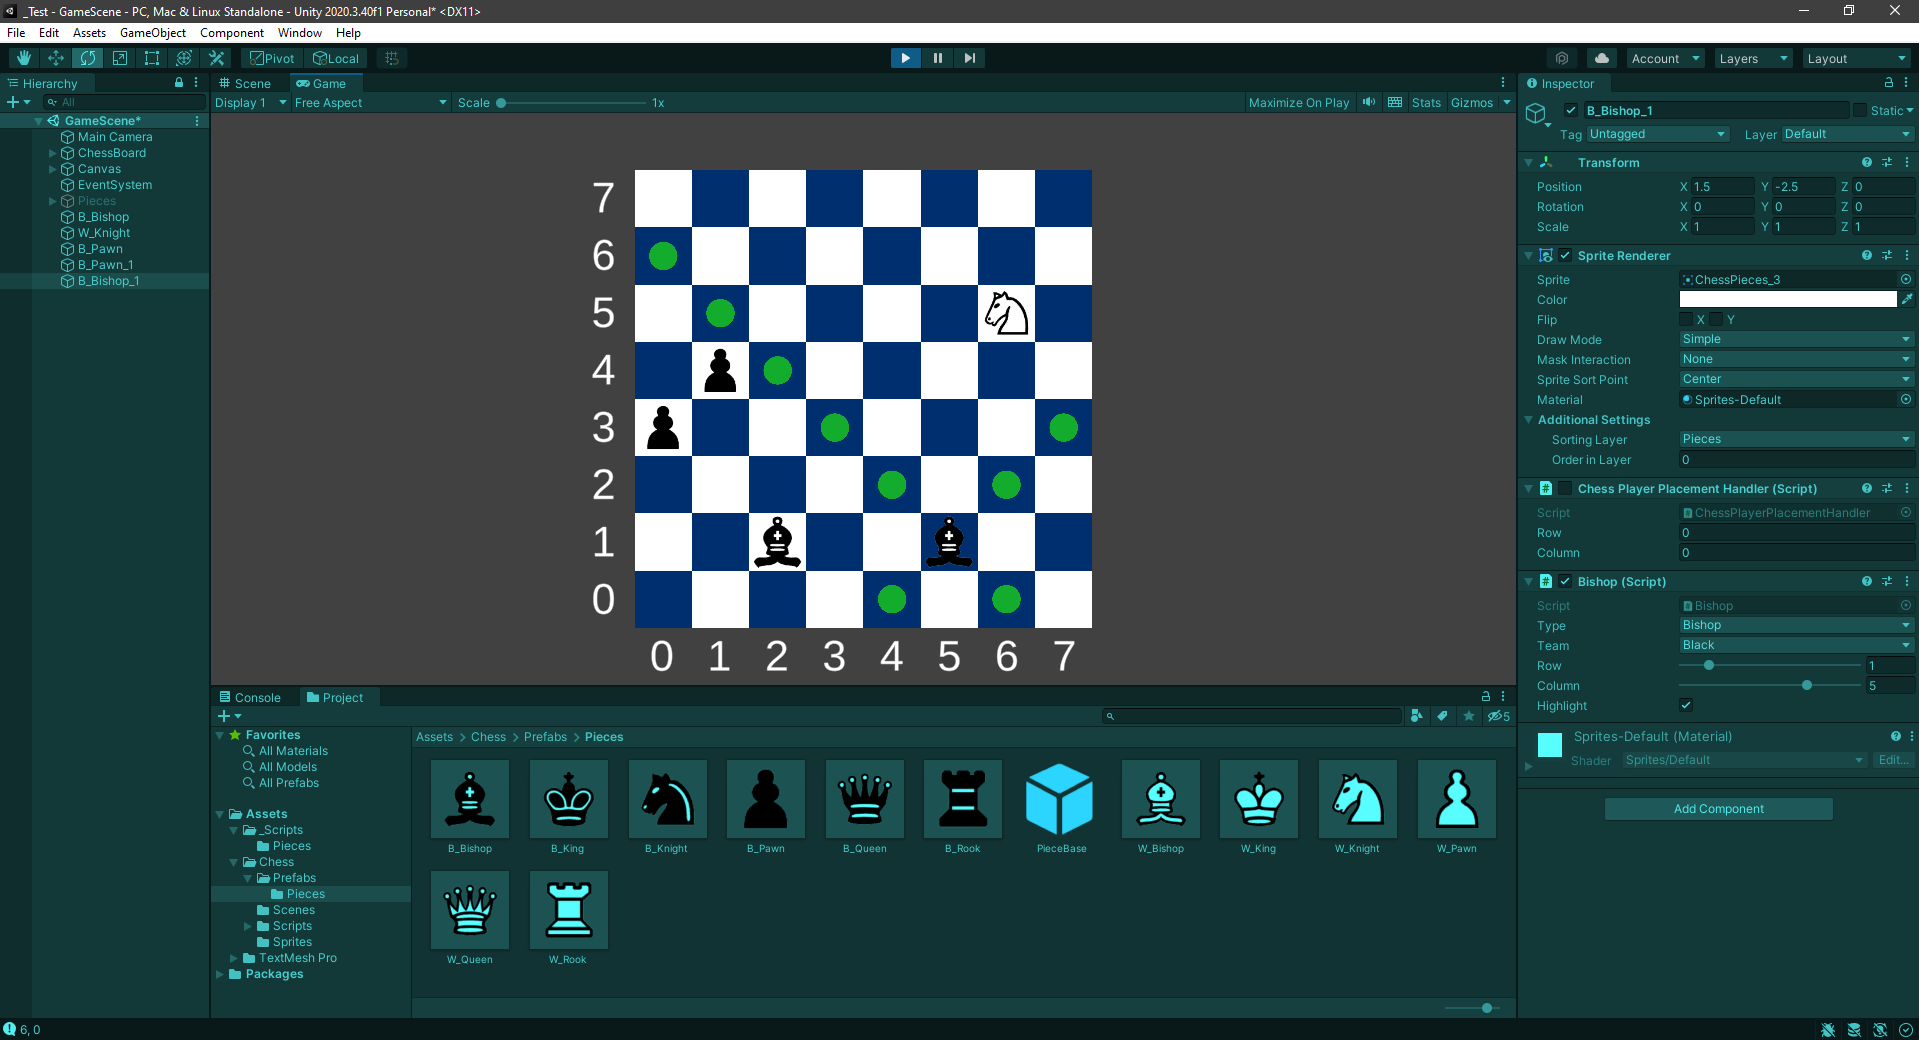 _Test - GameScene - PC, Mac & Linux Standalone - Unity 2020.3.40f1 Personal* <DX11>
File Edit Assets GameObject Component Window Help
Pivot Local Account Layers Layout
Hierarchy
All
GameScene*
Main Camera
ChessBoard
Canvas
EventSystem
Pieces
B_Bishop
W_Knight
B_Pawn
B_Pawn_1
B_Bishop_1
Scene Game
Display 1 Free Aspect Scale 1x Maximize On Play Stats Gizmos
7
6
5
4
3
2
1
0
0 1 2 3 4 5 6 7
Console Project
5
Favorites
All Materials
All Models
All Prefabs
Assets
_Scripts
Pieces
Chess
Prefabs
Pieces
Scenes
Scripts
Sprites
TextMesh Pro
Packages
Assets > Chess > Prefabs > Pieces
B_Bishop B_King B_Knight B_Pawn B_Queen B_Rook PieceBase W_Bishop W_King W_Knight W_Pawn
W_Queen W_Rook
Inspector
B_Bishop_1 Static
Tag Untagged Layer Default
Transform
Position X 1.5 Y -2.5 Z 0
Rotation X 0 Y 0 Z 0
Scale X 1 Y 1 Z 1
Sprite Renderer
Sprite ChessPieces_3
Color
Flip X Y
Draw Mode Simple
Mask Interaction None
Sprite Sort Point Center
Material Sprites-Default
Additional Settings
Sorting Layer Pieces
Order in Layer 0
# Chess Player Placement Handler (Script)
Script ChessPlayerPlacementHandler
Row 0
Column 0
# Bishop (Script)
Script Bishop
Type Bishop
Team Black
Row 1
Column 5
Highlight
Sprites-Default (Material)
Shader Sprites/Default Edit...
Add Component
6, 0